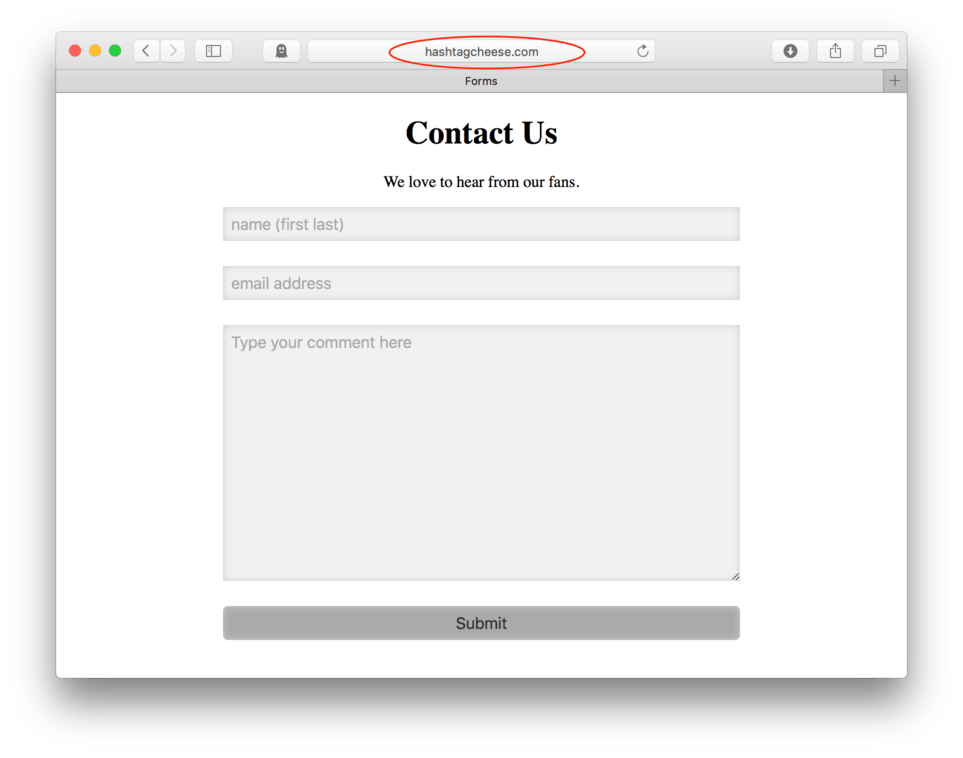 hashtagcheese.com
Forms
Contact Us
We love to hear from our fans.
name (first last)
email address
Type your comment here
Submit